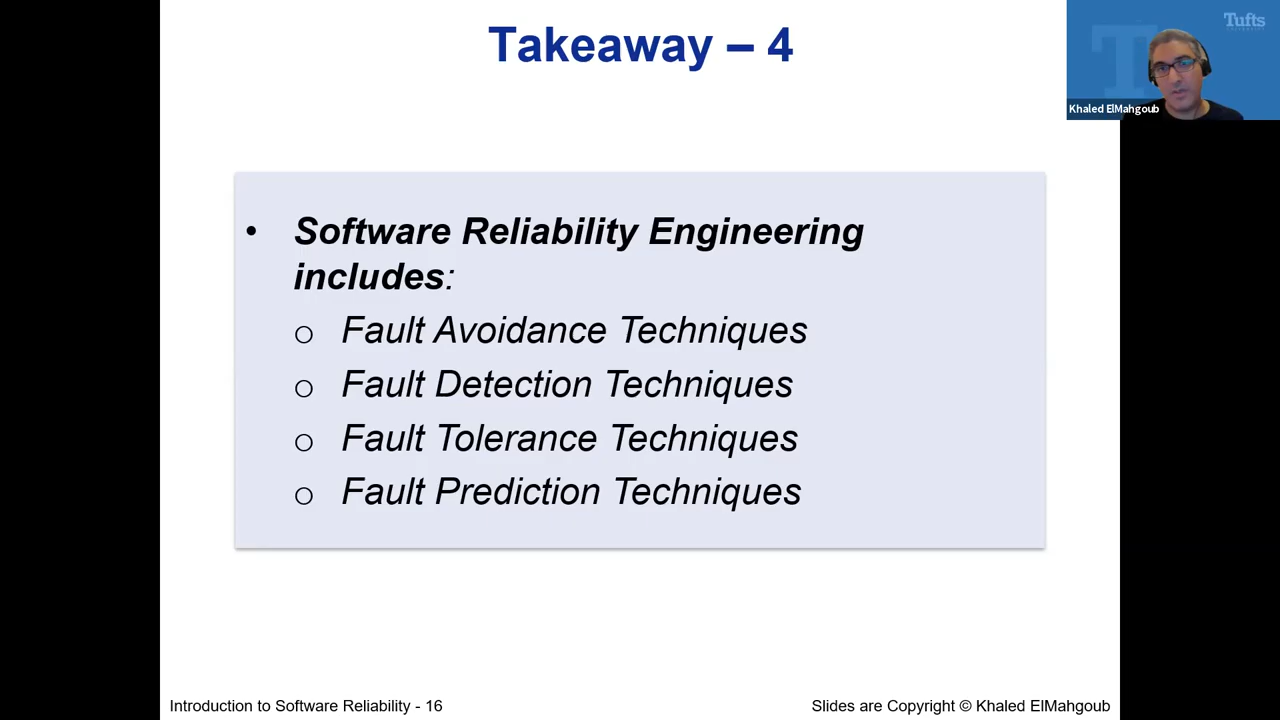 Takeaway – 4
Tufts
Khaled ElMahgoub
• Software Reliability Engineering
includes:
o Fault Avoidance Techniques
o Fault Detection Techniques
o Fault Tolerance Techniques
o Fault Prediction Techniques
Introduction to Software Reliability - 16
Slides are Copyright © Khaled ElMahgoub